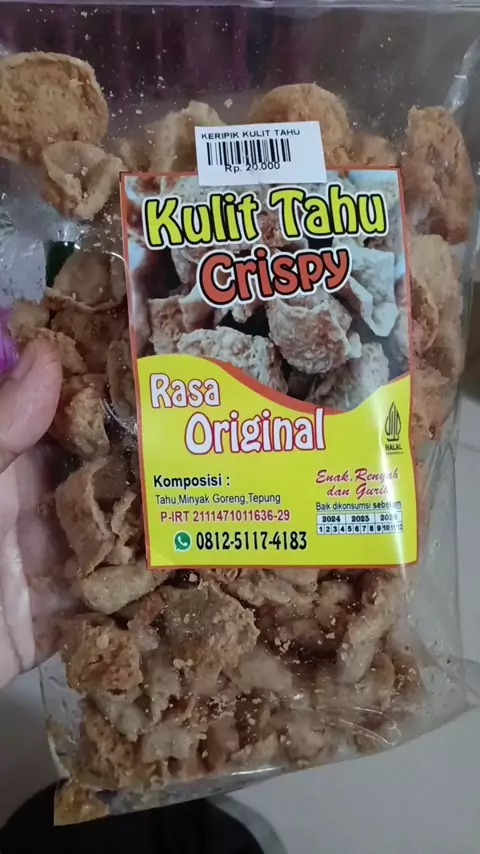 KERIPIK KULIT TAHU
Rp. 20.000
Kulit Tahu
Crispy
Rasa
Original
HALAL
Komposisi :
Tahu,Minyak Goreng,Tepung
P-IRT 2111471011636-29
0812-5117-4183
Enak,Renyah
dan Gurih
Baik dikonsumsi sebelum
2024 2025 2026
1 2 3 4 5 6 7 8 9 10 11 12